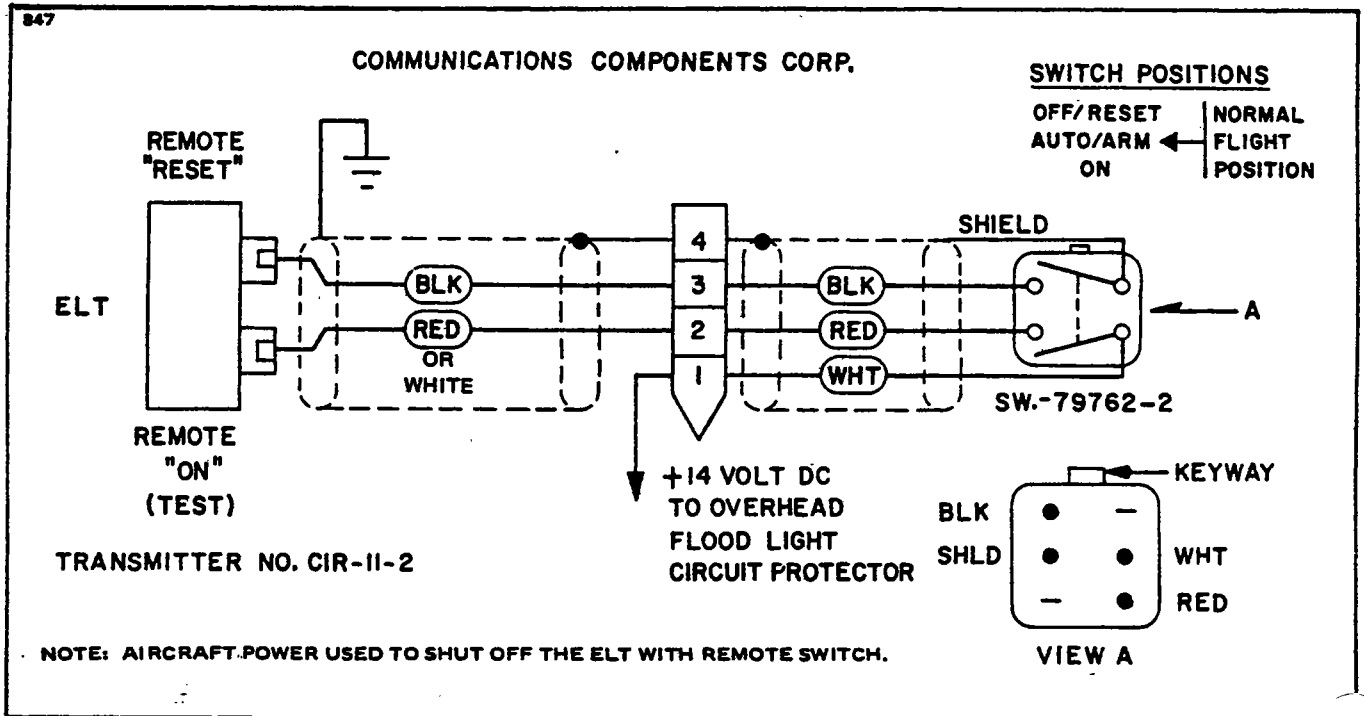 847
COMMUNICATIONS COMPONENTS CORP.
SWITCH POSITIONS
OFF/RESET
AUTO/ARM
ON
NORMAL
FLIGHT
POSITION
REMOTE
"RESET"
SHIELD
4
BLK
3
BLK
ELT
A
RED
2
RED
OR
WHITE
1
WHT
SW.-79762-2
REMOTE
"ON"
(TEST)
+14 VOLT DC
TO OVERHEAD
FLOOD LIGHT
CIRCUIT PROTECTOR
KEYWAY
BLK
–
SHLD
WHT
–
RED
TRANSMITTER NO. CIR-11-2
VIEW A
NOTE: AIRCRAFT POWER USED TO SHUT OFF THE ELT WITH REMOTE SWITCH.